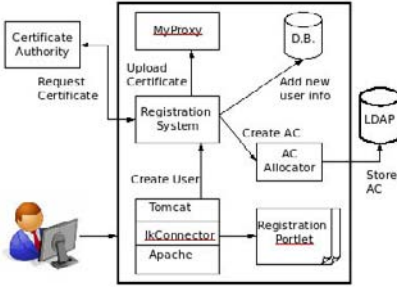 Certificate
Authority
MyProxy
D.B.
Request
Certificate
Upload
Certificate
Add new
user info
Registration
System
LDAP
Create AC
AC
Allocator
Store
AC
Create User
Tomcat
JkConnector
Apache
Registration
Portlet